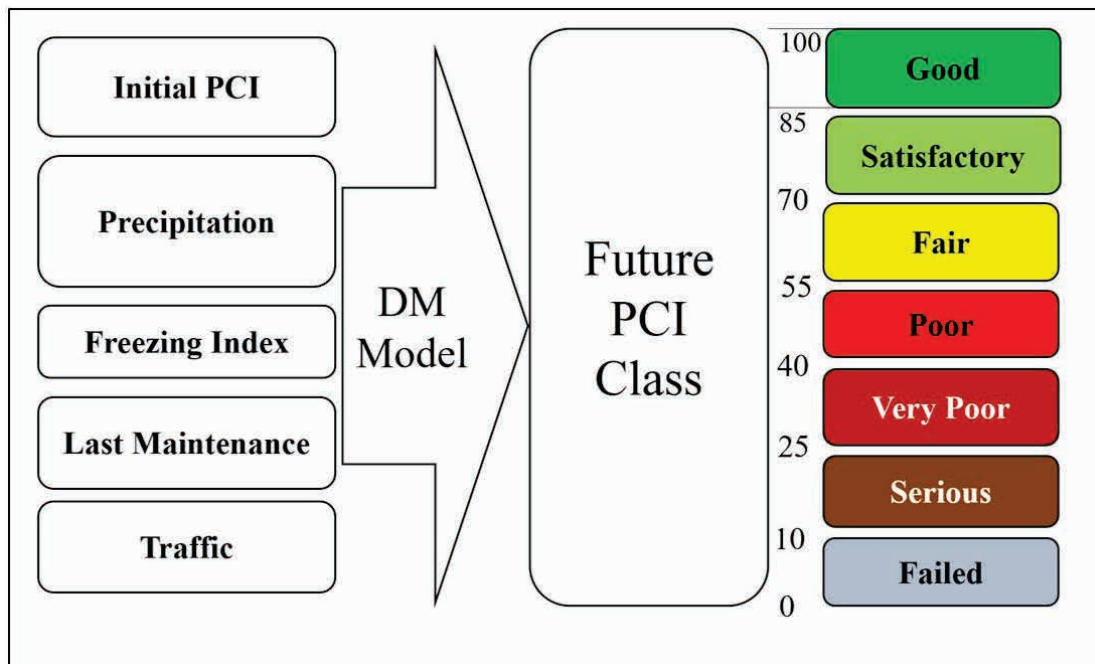 Initial PCI
Precipitation
Freezing Index
Last Maintenance
Traffic
DM
Model
Future
PCI
Class
100
Good
85
Satisfactory
70
Fair
55
Poor
40
Very Poor
25
Serious
10
Failed
0